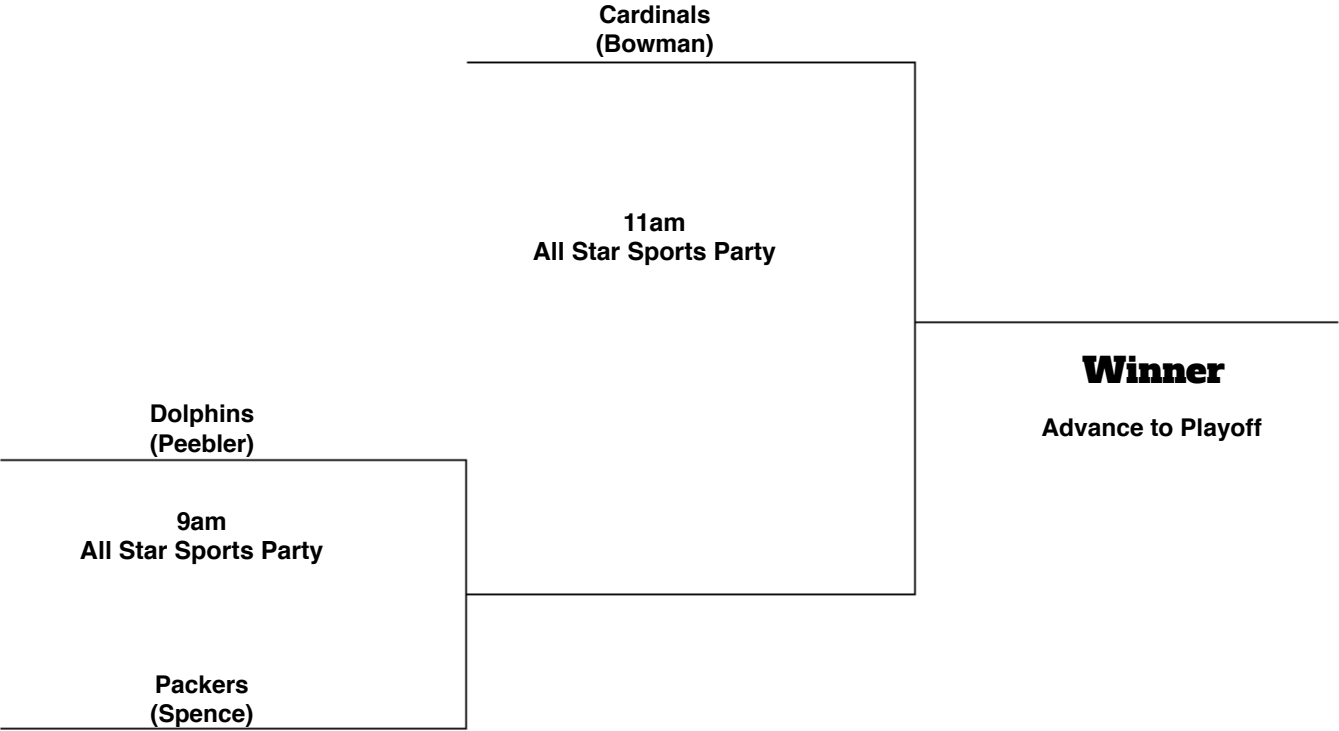 Cardinals
(Bowman)
11am
All Star Sports Party
Winner
Advance to Playoff
Dolphins
(Peebler)
9am
All Star Sports Party
Packers
(Spence)